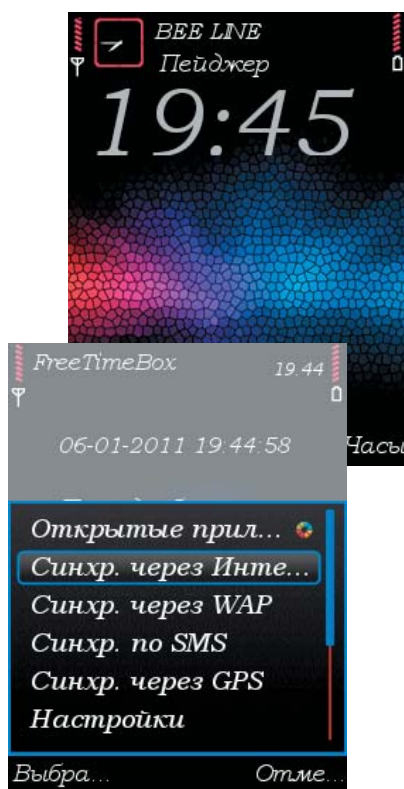 BEE LINE
Пейджер
19:45
Часы
FreeTimeBox 19.44
06-01-2011 19:44:58
Открытые прил...
Синхр. через Инте...
Синхр. через WAP
Синхр. по SMS
Синхр. через GPS
Настройки
Выбра... Отме...